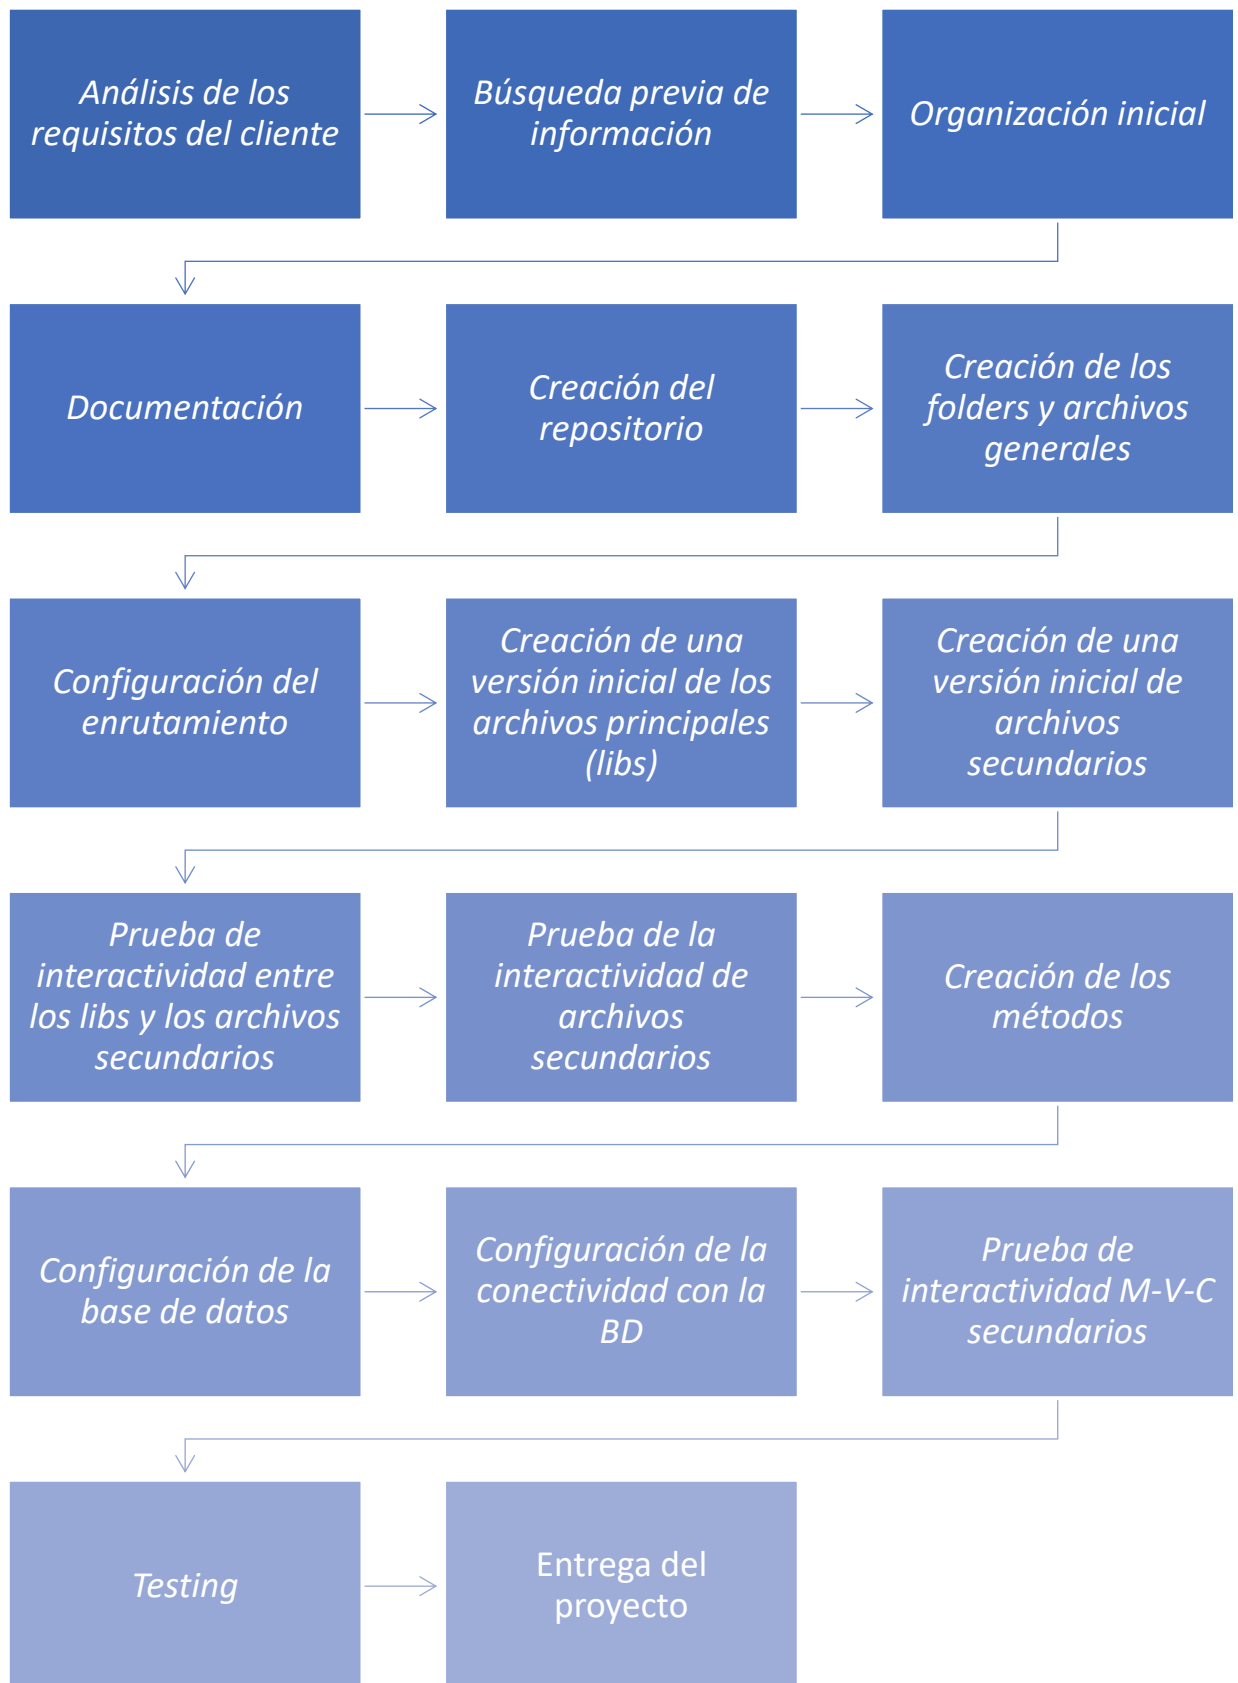 Análisis de los
requisitos del cliente
Búsqueda previa de
información
Organización inicial
Documentación
Creación del
repositorio
Creación de los
folders y archivos
generales
Configuración del
enrutamiento
Creación de una
versión inicial de los
archivos principales
(libs)
Creación de una
versión inicial de
archivos
secundarios
Prueba de
interactividad entre
los libs y los archivos
secundarios
Prueba de la
interactividad de
archivos
secundarios
Creación de los
métodos
Configuración de la
base de datos
Configuración de la
conectividad con la
BD
Prueba de
interactividad M-V-C
secundarios
Testing
Entrega del
proyecto